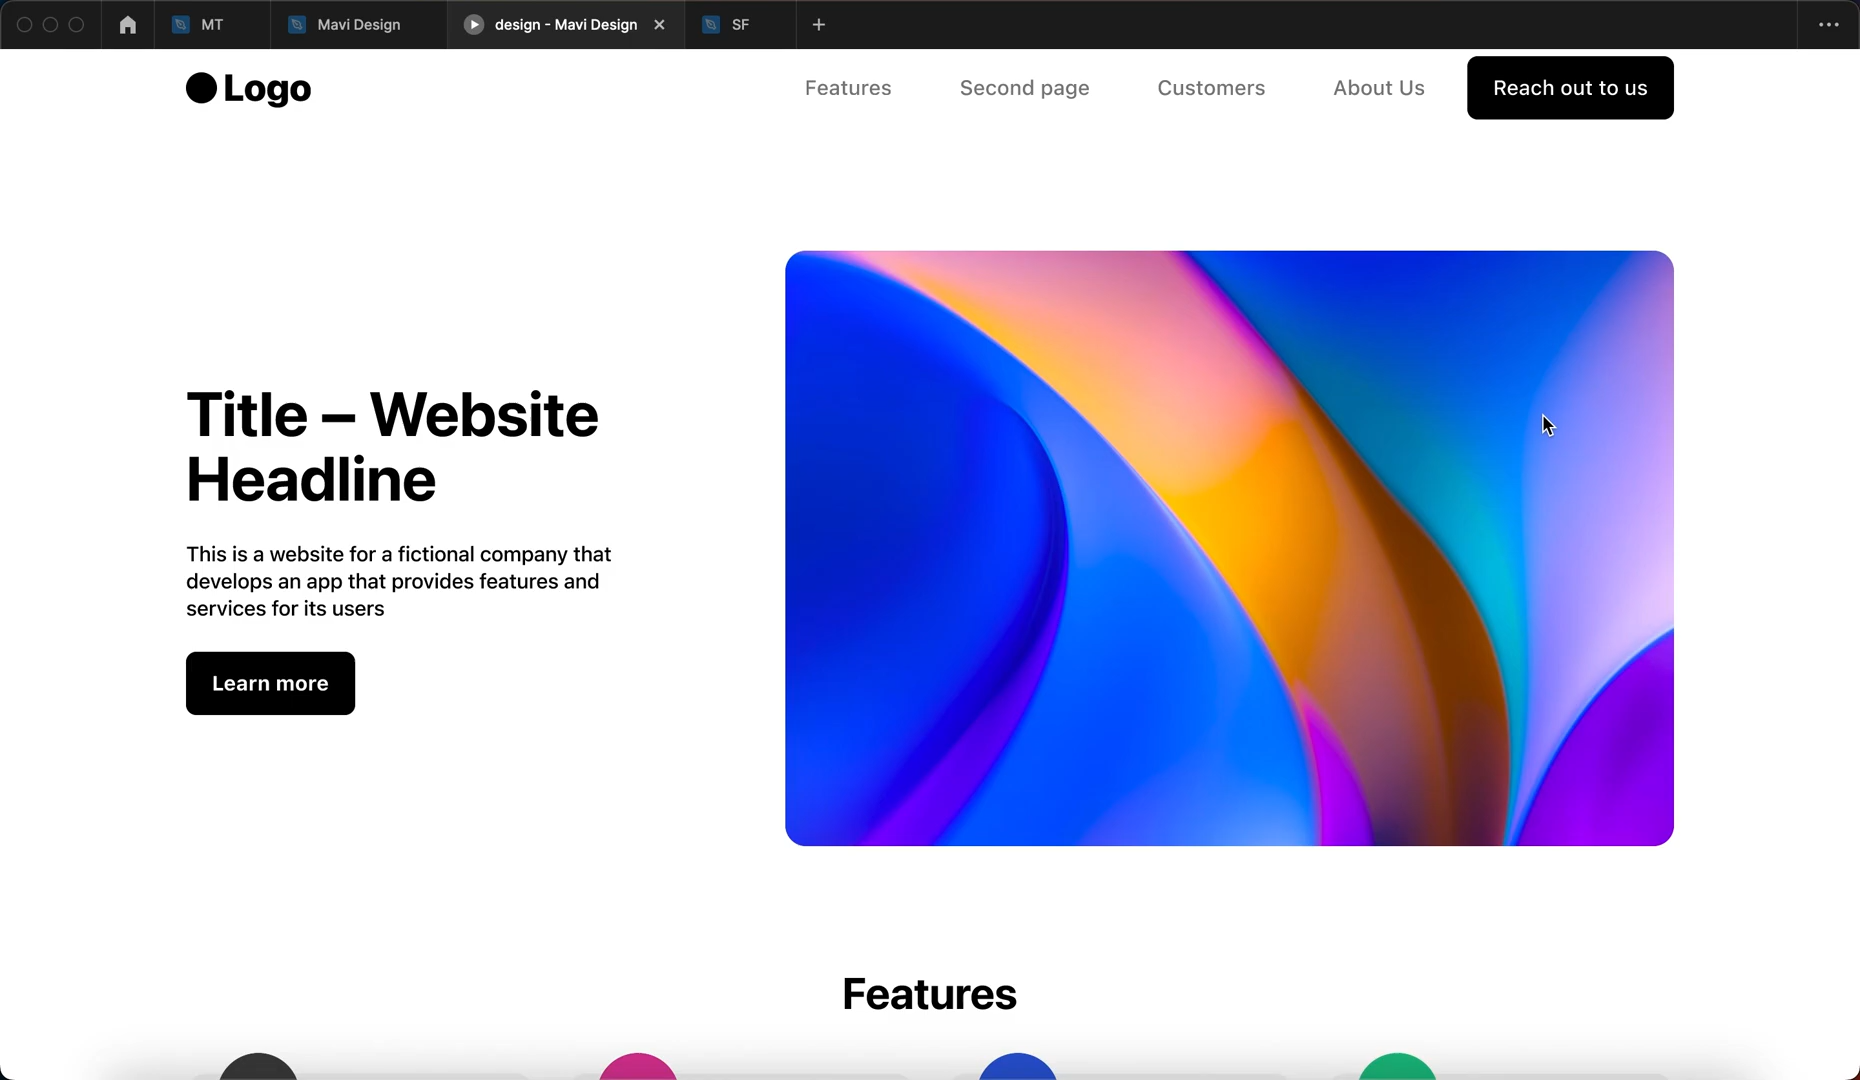 MT
Mavi Design
design - Mavi Design
SF
Logo
Features
Second page
Customers
About Us
Reach out to us
Title – Website
Headline
This is a website for a fictional company that
develops an app that provides features and
services for its users
Learn more
Features